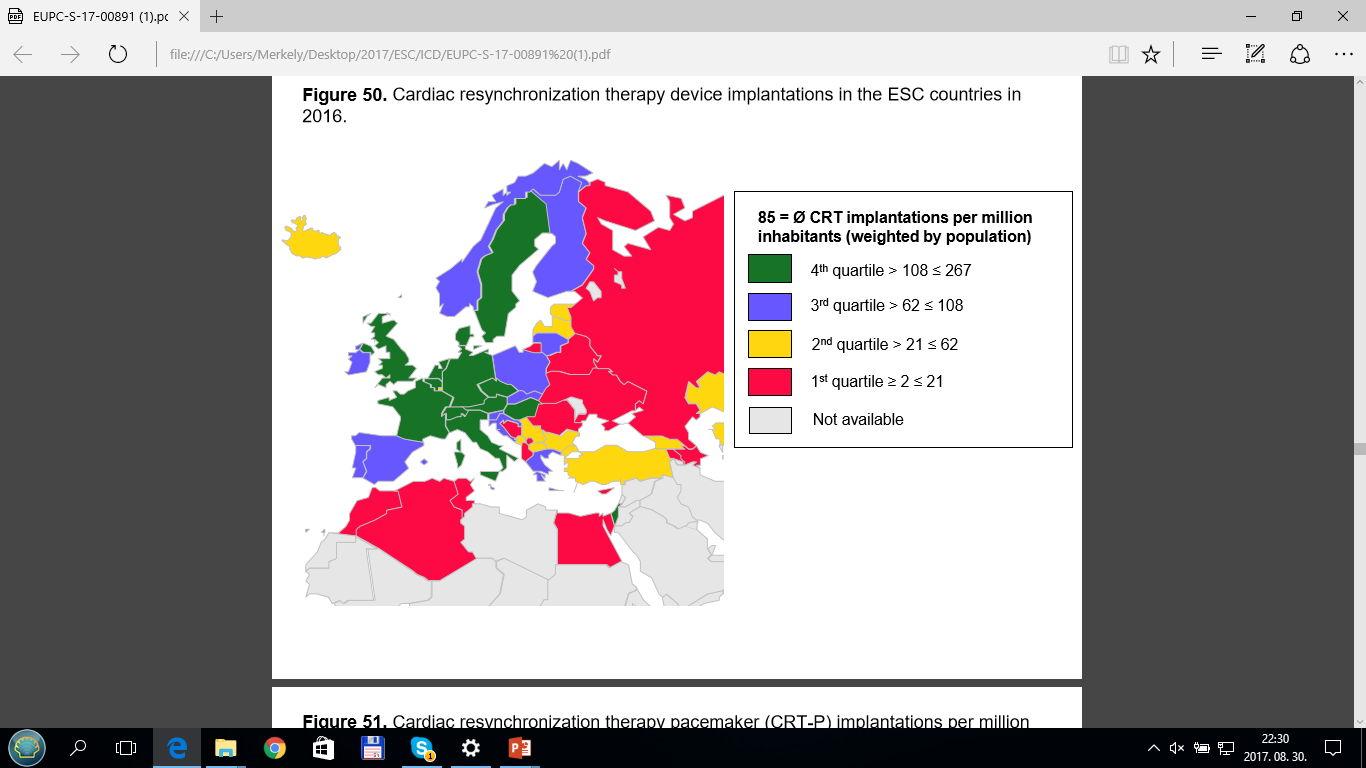 EUPC-S-17-00891 (1).pc
file:///C:/Users/Merkely/Desktop/2017/ESC/ICD/EUPC-S-17-00891%20(1).pdf
Figure 50. Cardiac resynchronization therapy device implantations in the ESC countries in
2016.
85 = Ø CRT implantations per million
inhabitants (weighted by population)
4th quartile > 108 ≤ 267
3rd quartile > 62 ≤ 108
2nd quartile > 21 ≤ 62
1st quartile ≥ 2 ≤ 21
Not available
Figure 51. Cardiac resynchronization therapy pacemaker (CRT-P) implantations per million
22:30
2017. 08. 30.